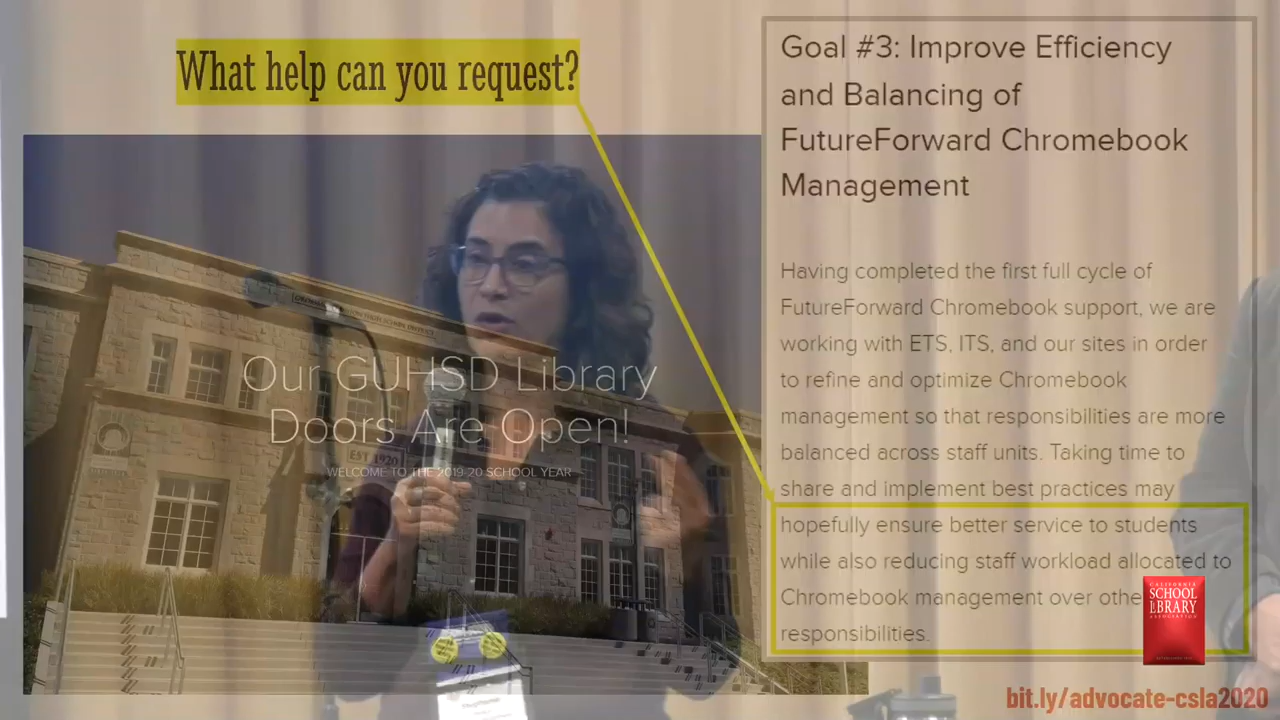 What help can you request?
Goal #3: Improve Efficiency
and Balancing of
FutureForward Chromebook
Management
Having completed the first full cycle of
FutureForward Chromebook support, we are
working with ETS, ITS, and our sites in order
to refine and optimize Chromebook
management so that responsibilities are more
balanced across staff units. Taking time to
share and implement best practices may
hopefully ensure better service to students
while also reducing staff workload allocated to
Chromebook management over othe
responsibilities.
Our GUHSD Library
Doors Are Open!
EST 1920
WELCOME TO THE 2019-20 SCHOOL YEAR
CALIFORNIA
SCHOOL
LIBRARY
ASSOCIATION
bit.ly/advocate-csla2020